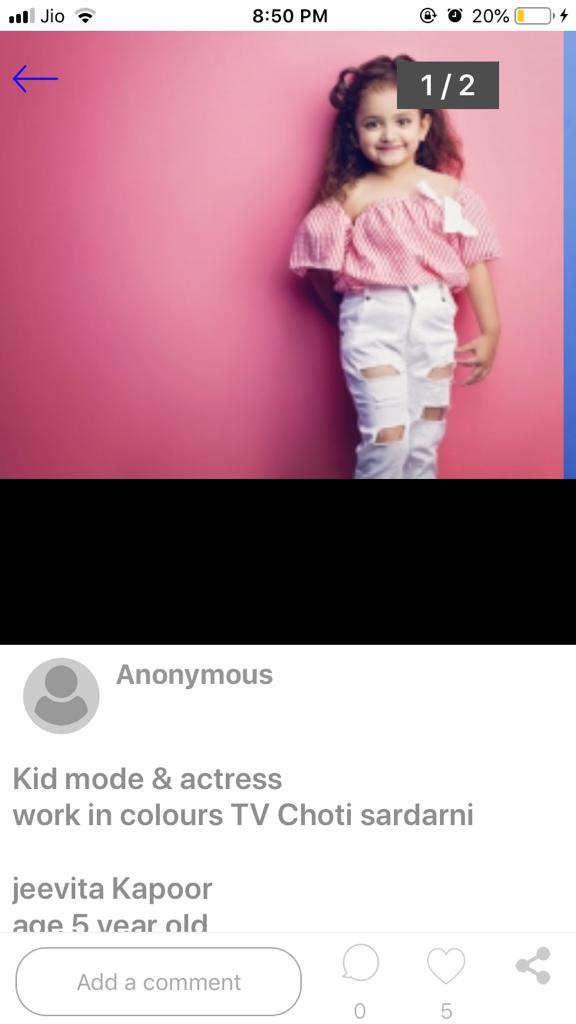 Jio
8:50 PM
20%
1 / 2
Anonymous
Kid mode & actress
work in colours TV Choti sardarni
jeevita Kapoor
age 5 year old
Add a comment
0
5